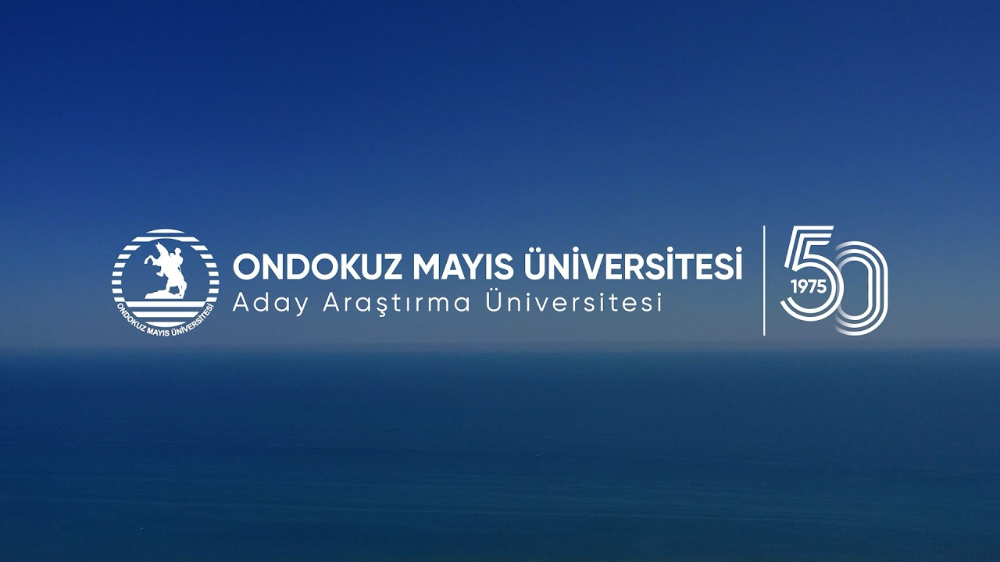 ONDOKUZ MAYIS ÜNİVERSİTESİ
Aday Araştırma Üniversitesi
ONDOKUZ MAYIS ÜNİVERSİTESİ
50
1975